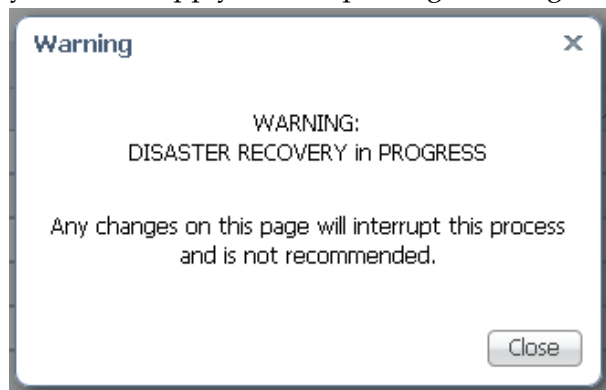 Warning
WARNING:
DISASTER RECOVERY in PROGRESS
Any changes on this page will interrupt this process
and is not recommended.
Close